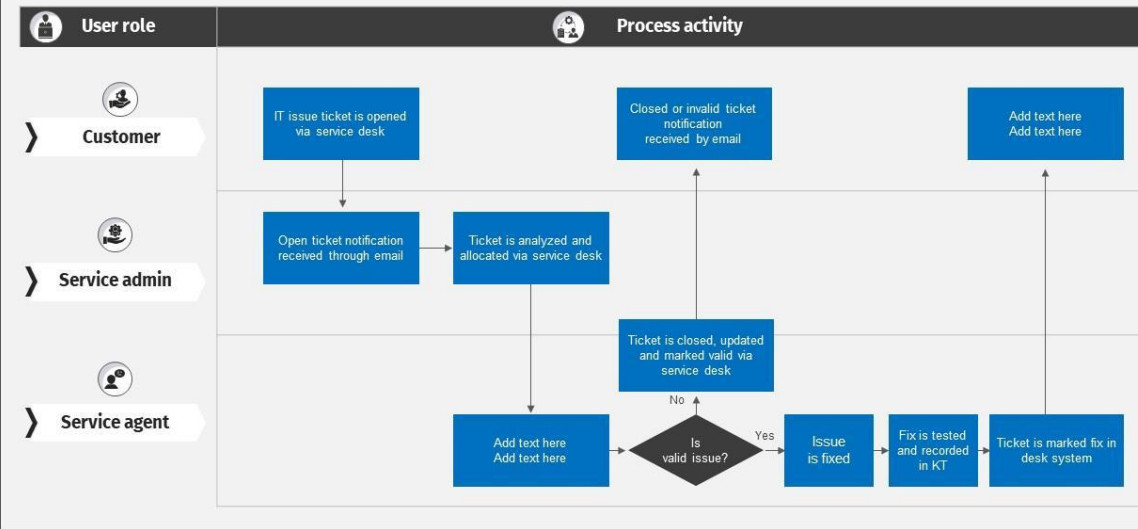 User role
Process activity
Customer
IT issue ticket is opened
via service desk
Closed or invalid ticket
notification
received by email
Add text here
Add text here
Service admin
Open ticket notification
received through email
Ticket is analyzed and
allocated via service desk
Service agent
Ticket is closed, updated
and marked valid via
service desk
No
Add text here
Add text here
Is
valid issue?
Yes
Issue
is fixed
Fix is tested
and recorded
in KT
Ticket is marked fix in
desk system